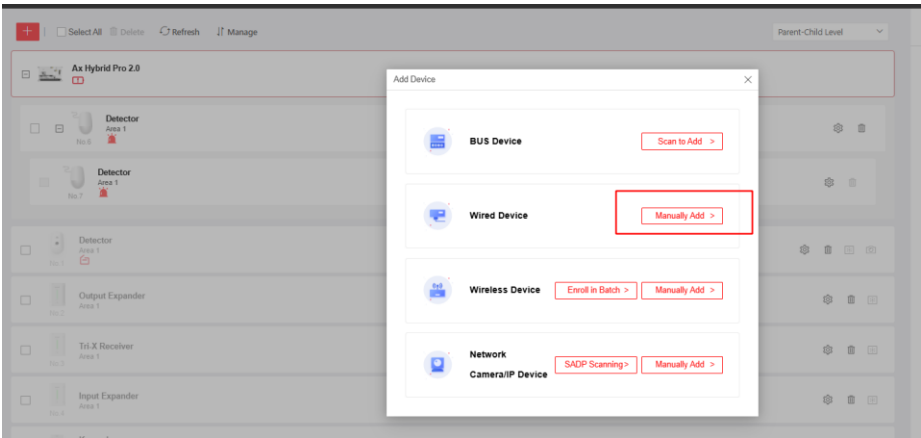 Select All Delete Refresh Manage Parent-Child Level
Ax Hybrid Pro 2.0
Add Device
Detector
Area 1
No.6
BUS Device Scan to Add >
Detector
Area 1
No.7
Wired Device Manually Add >
Detector
Area 1
Output Expander
Area 1
No.2
Wireless Device Enroll in Batch > Manually Add >
Tri-X Receiver
Area 1
No.3
Network
Camera/IP Device SADP Scanning> Manually Add >
Input Expander
Area 1
No.4